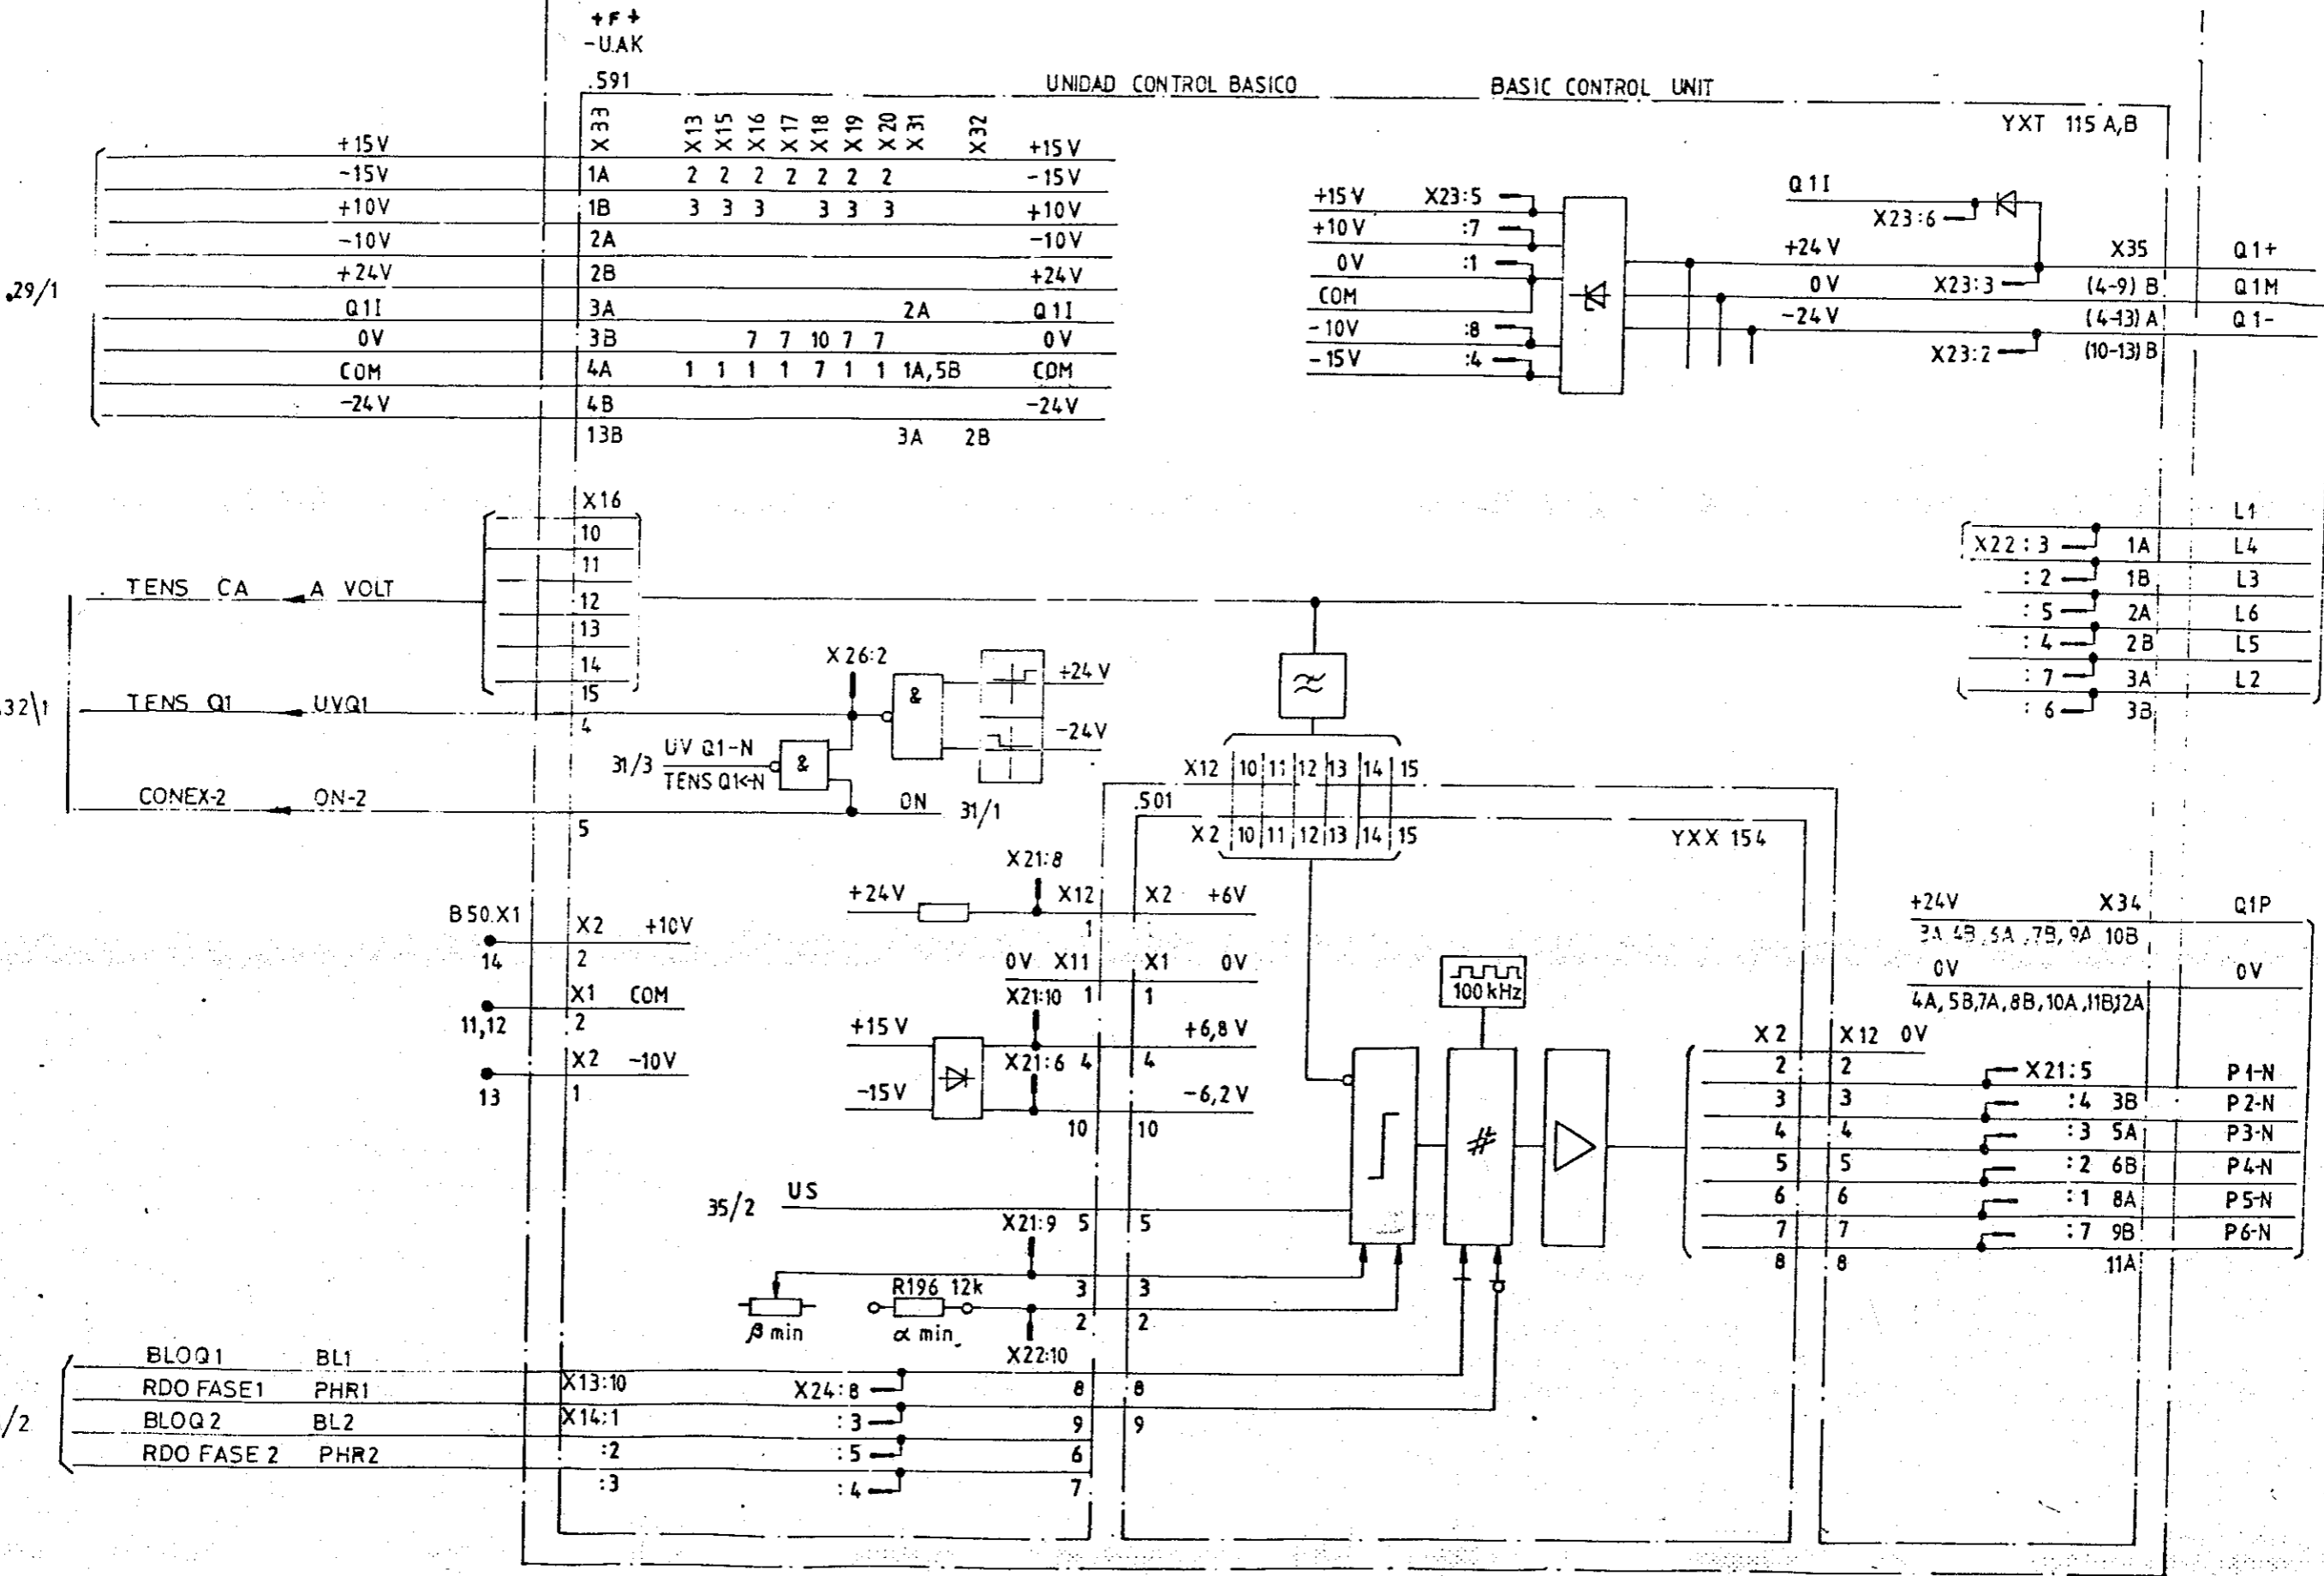 +F+
-U.AK
.591
UNIDAD CONTROL BASICO
BASIC CONTROL UNIT
YXT 115 A,B
X33 X13 X15 X16 X17 X18 X19 X20 X31 X32
+15V +15V
-15V 1A 2 2 2 2 2 2 2 -15V
+10V 1B 3 3 3 3 3 3 +10V
-10V 2A -10V
+24V 2B +24V
.29/1
Q1I 3A 2A Q1I
0V 3B 7 7 10 7 7 0V
COM 4A 1 1 1 1 7 1 1 1A,5B COM
-24V 4B -24V
13B 3A 2B
+15V X23:5
+10V :7
0V :1
COM
-10V :8
-15V :4
Q1I
X23:6
+24V X35 Q1+
X23:3 0V (4-9) B Q1M
-24V (4-13) A Q1-
X23:2 (10-13) B
X16
10
11
12
13
14
15
TENS CA A VOLT
L1
X22:3 1A L4
:2 1B L3
:5 2A L6
:4 2B L5
:7 3A L2
:6 3B
X26:2
&
+24V
-24V
32\1
TENS Q1 UVQ1
4
31/3
UV Q1-N
TENS Q1<-N
&
CONEX-2 ON-2
ON 31/1
5
≈
X12 10 11 12 13 14 15
.501
X2 10 11 12 13 14 15
YXX 154
X21:8
+24V X12 X2 +6V
1
B50.X1
X2 +10V
14 2
0V X11 X1 0V
X21:10 1 1
X1 COM
11,12 2
+15V +6,8V
X21:6 4 4
X2 -10V
13 1
-15V -6,2V
10 10
100kHz
#
+24V X34 Q1P
3A 4B,6A,7B,9A 10B
0V 0V
4A,5B,7A,8B,10A,11B,12A
X2 X12 0V
2 2 X21:5 P1-N
3 3 :4 3B P2-N
4 4 :3 5A P3-N
5 5 :2 6B P4-N
6 6 :1 8A P5-N
7 7 :7 9B P6-N
8 8 11A
35/2 US
X21:9 5 5
3 3
R196 12k
β min α min
2 2
X22:10
BLOQ1 BL1
X13:10 X24:8 8 8
RDO FASE1 PHR1
X14:1 :3 9 9
/2
BLOQ2 BL2
:2 :5 6
RDO FASE 2 PHR2
:3 :4 7